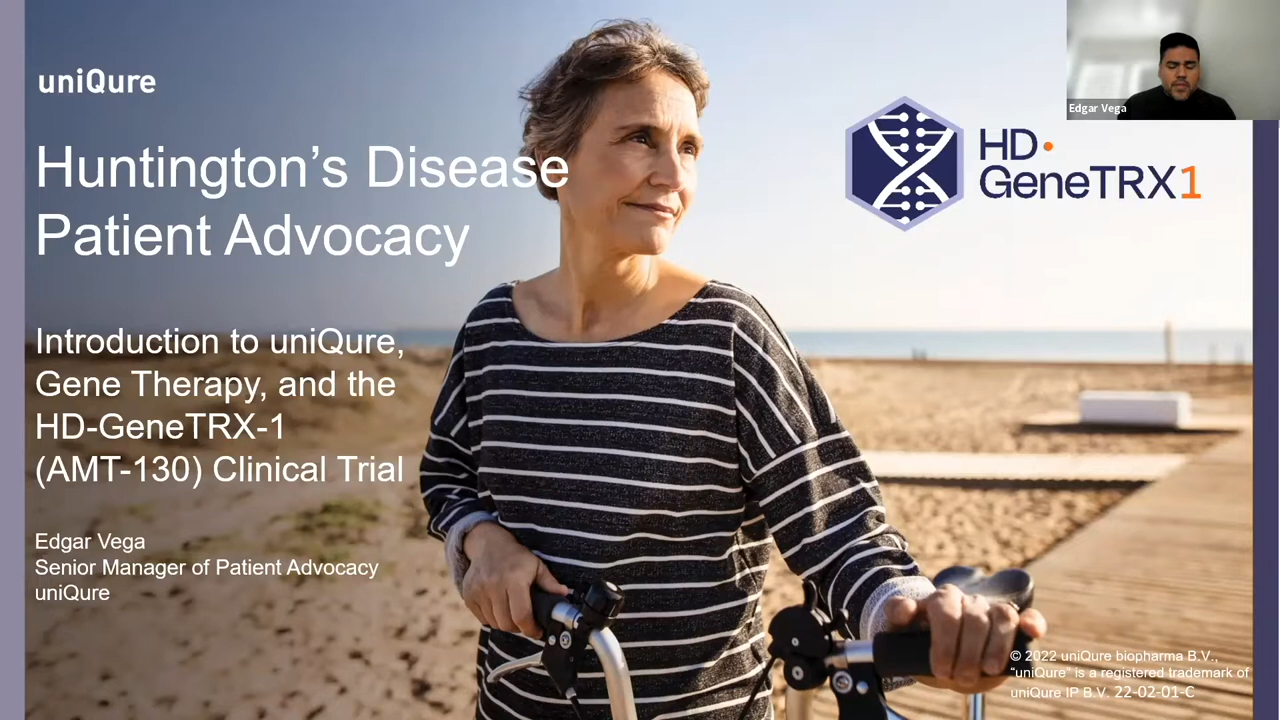 uniQure
Huntington’s Disease
Patient Advocacy
Introduction to uniQure,
Gene Therapy, and the
HD-GeneTRX-1
(AMT-130) Clinical Trial
Edgar Vega
Senior Manager of Patient Advocacy
uniQure
HD
GeneTRX1
Edgar Vega
© 2022 uniQure biopharma B.V.,
“uniQure” is a registered trademark of
uniQure IP B.V. 22-02-01-C